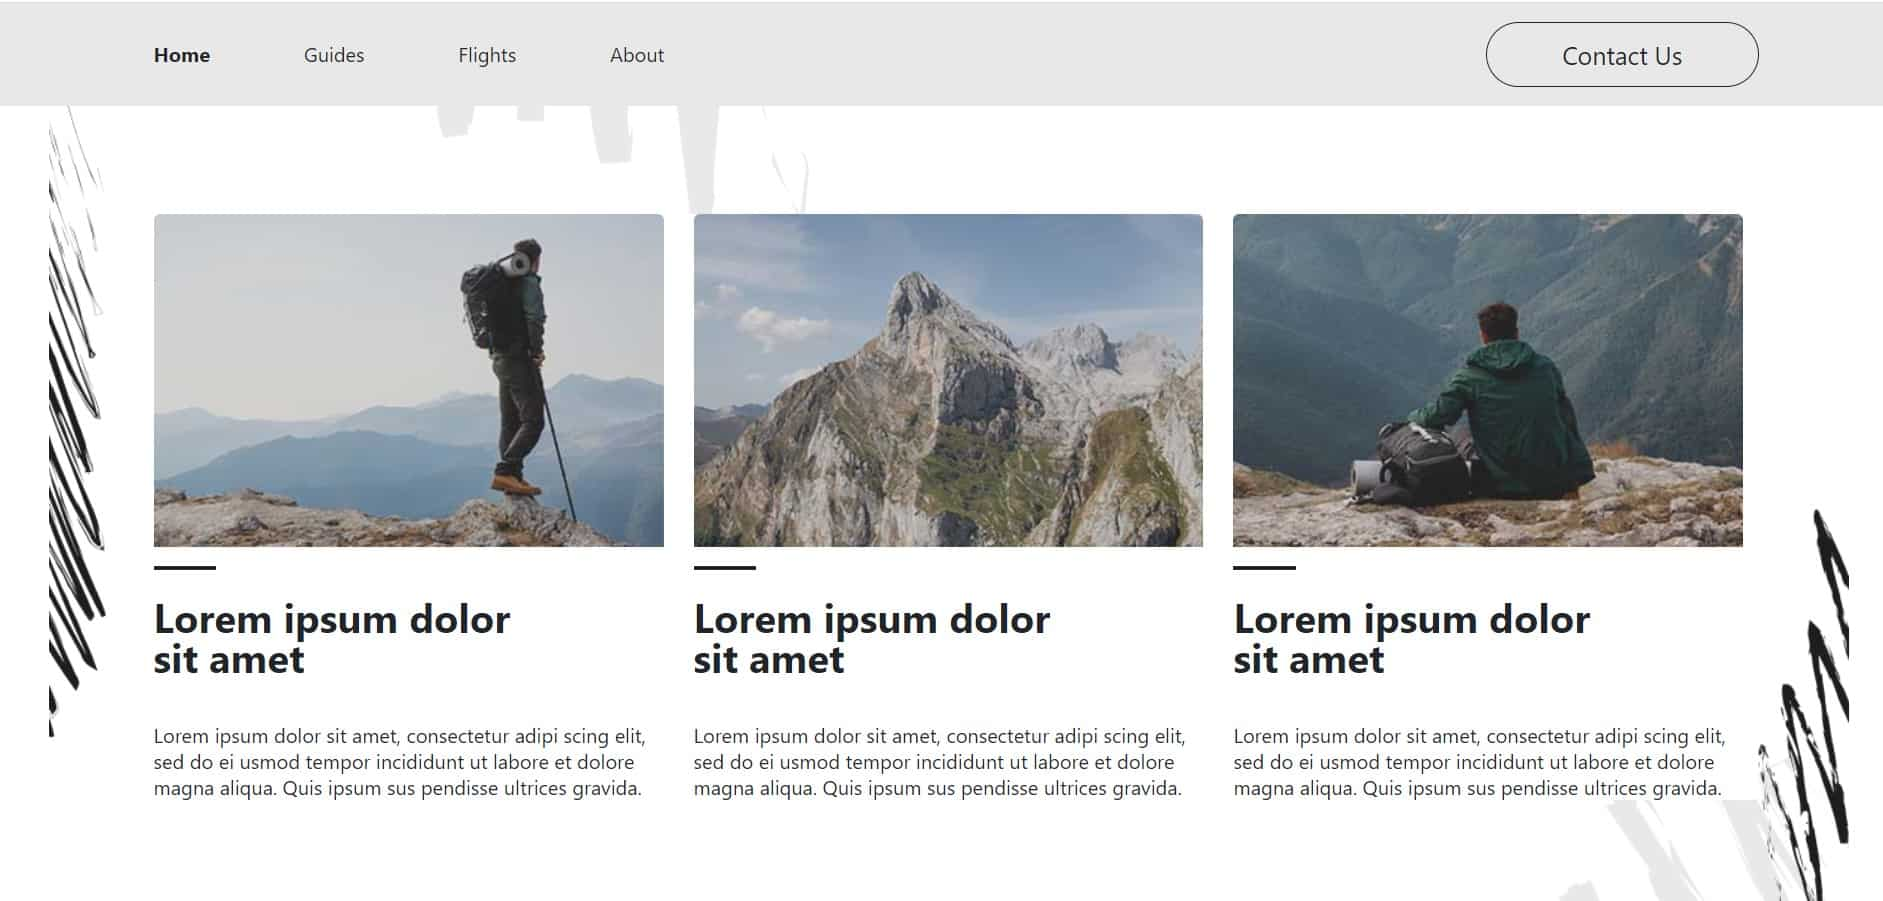 Home Guides Flights About Contact Us
Lorem ipsum dolor
sit amet
Lorem ipsum dolor sit amet, consectetur adipi scing elit,
sed do ei usmod tempor incididunt ut labore et dolore
magna aliqua. Quis ipsum sus pendisse ultrices gravida.
Lorem ipsum dolor
sit amet
Lorem ipsum dolor sit amet, consectetur adipi scing elit,
sed do ei usmod tempor incididunt ut labore et dolore
magna aliqua. Quis ipsum sus pendisse ultrices gravida.
Lorem ipsum dolor
sit amet
Lorem ipsum dolor sit amet, consectetur adipi scing elit,
sed do ei usmod tempor incididunt ut labore et dolore
magna aliqua. Quis ipsum sus pendisse ultrices gravida.